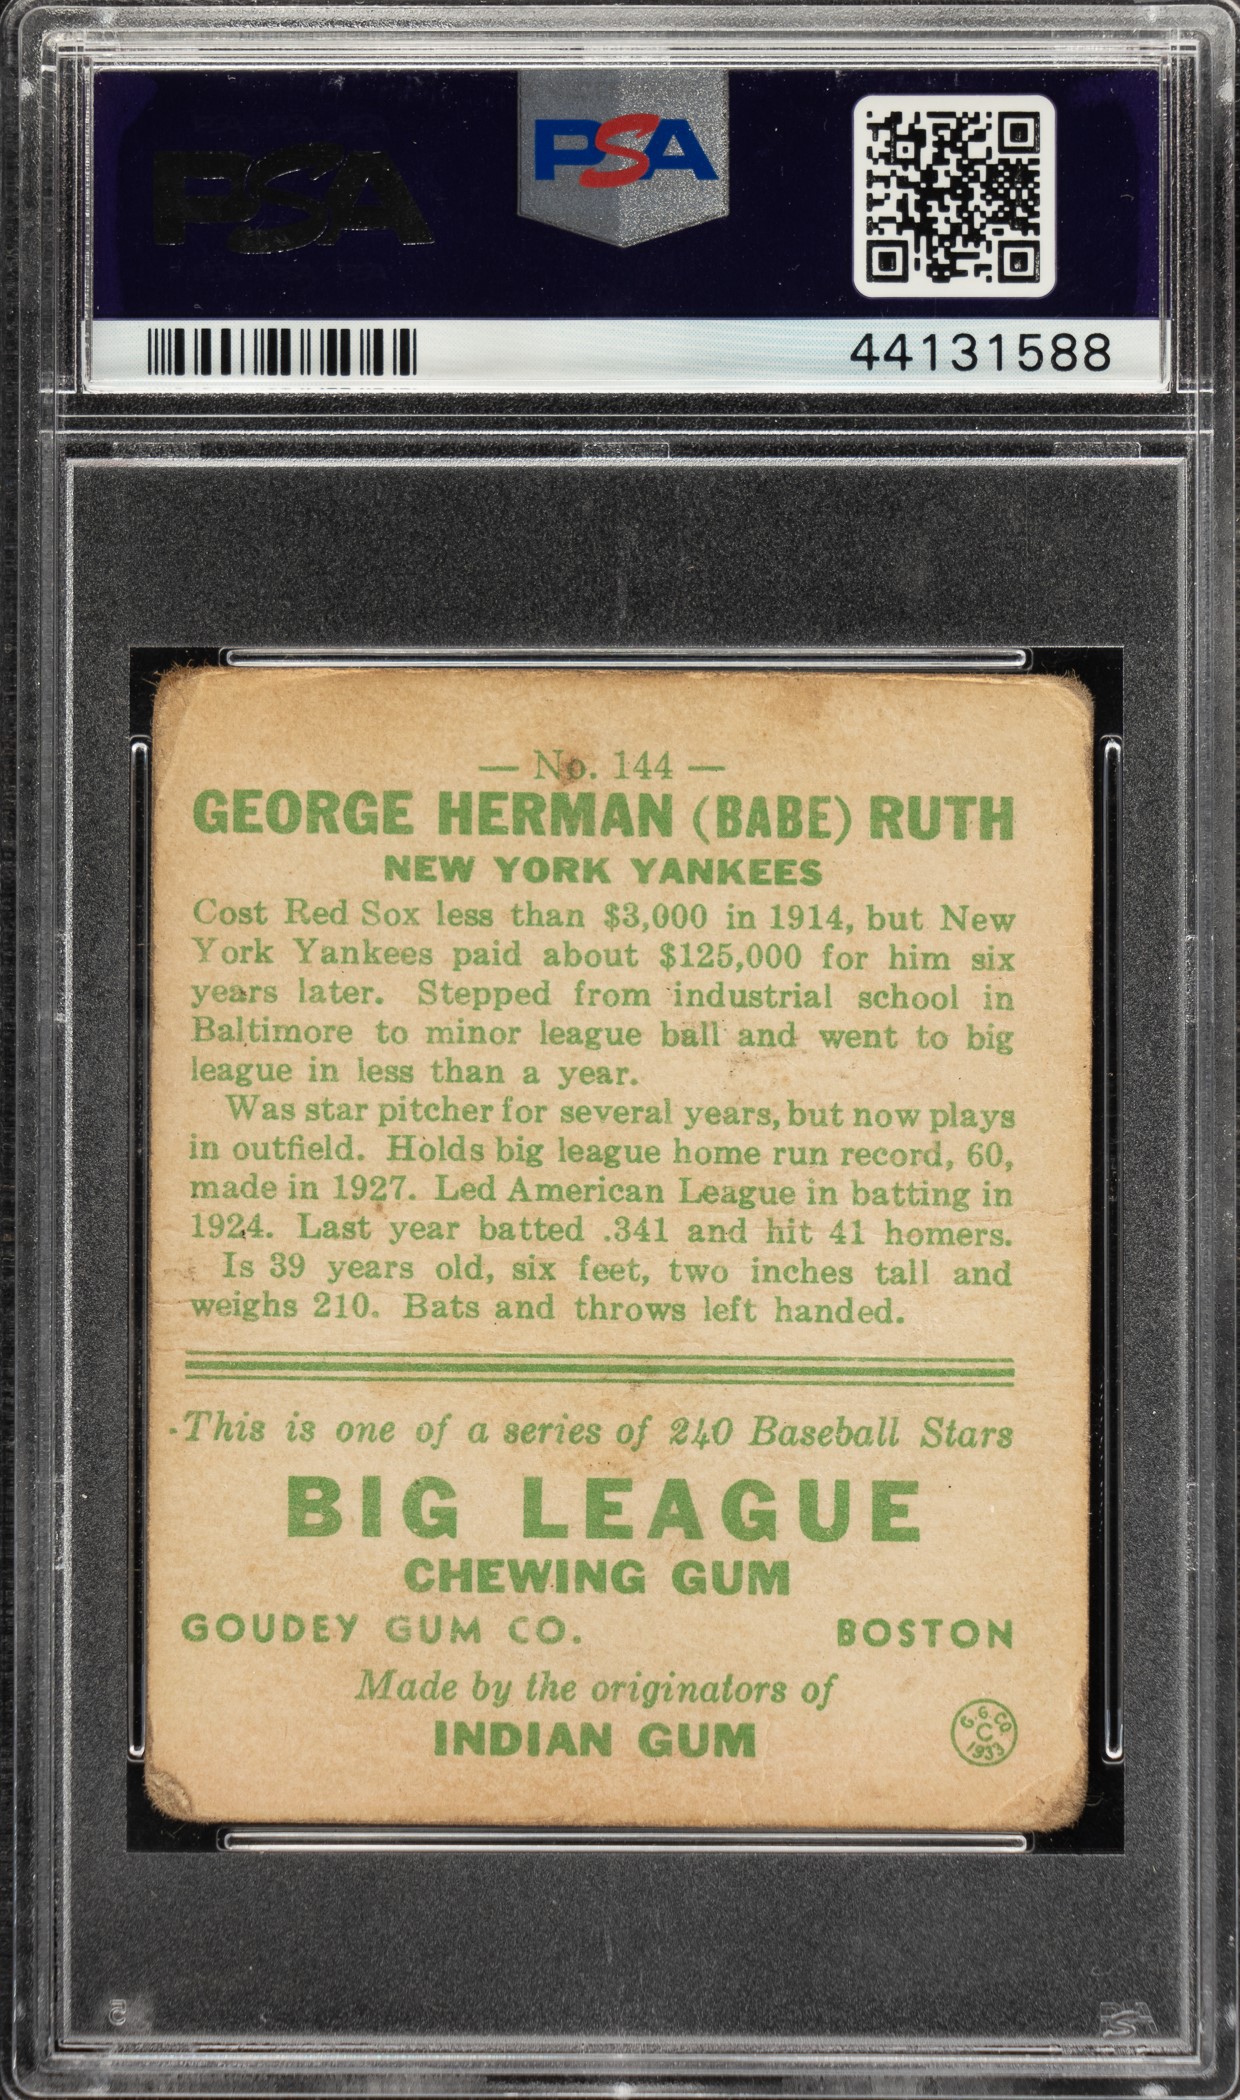 PSA
PSA
44131588
— No. 144 —
GEORGE HERMAN (BABE) RUTH
NEW YORK YANKEES
Cost Red Sox less than $3,000 in 1914, but New
York Yankees paid about $125,000 for him six
years later. Stepped from industrial school in
Baltimore to minor league ball and went to big
league in less than a year.
Was star pitcher for several years, but now plays
in outfield. Holds big league home run record, 60,
made in 1927. Led American League in batting in
1924. Last year batted .341 and hit 41 homers.
Is 39 years old, six feet, two inches tall and
weighs 210. Bats and throws left handed.
This is one of a series of 240 Baseball Stars
BIG LEAGUE
CHEWING GUM
GOUDEY GUM CO. BOSTON
Made by the originators of
INDIAN GUM
G. G. CO.
C
1933
5
PSA